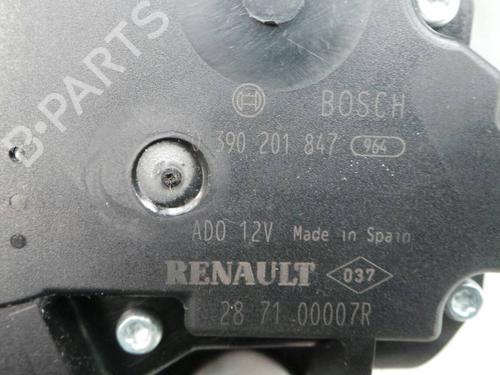 BOSCH
0 390 201 847 964
ADO 12V Made in Spain
RENAULT 037
28 71 00007R
B-PARTS